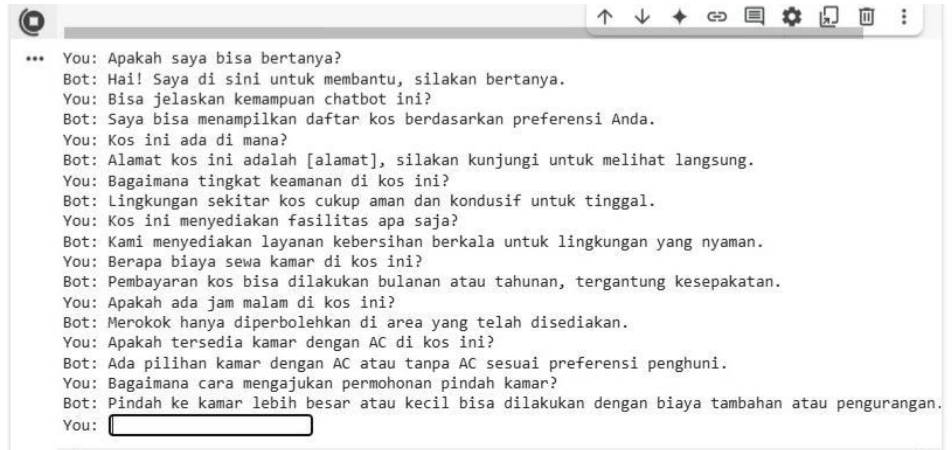 You: Apakah saya bisa bertanya?
Bot: Hai! Saya di sini untuk membantu, silakan bertanya.
You: Bisa jelaskan kemampuan chatbot ini?
Bot: Saya bisa menampilkan daftar kos berdasarkan preferensi Anda.
You: Kos ini ada di mana?
Bot: Alamat kos ini adalah [alamat], silakan kunjungi untuk melihat langsung.
You: Bagaimana tingkat keamanan di kos ini?
Bot: Lingkungan sekitar kos cukup aman dan kondusif untuk tinggal.
You: Kos ini menyediakan fasilitas apa saja?
Bot: Kami menyediakan layanan kebersihan berkala untuk lingkungan yang nyaman.
You: Berapa biaya sewa kamar di kos ini?
Bot: Pembayaran kos bisa dilakukan bulanan atau tahunan, tergantung kesepakatan.
You: Apakah ada jam malam di kos ini?
Bot: Merokok hanya diperbolehkan di area yang telah disediakan.
You: Apakah tersedia kamar dengan AC di kos ini?
Bot: Ada pilihan kamar dengan AC atau tanpa AC sesuai preferensi penghuni.
You: Bagaimana cara mengajukan permohonan pindah kamar?
Bot: Pindah ke kamar lebih besar atau kecil bisa dilakukan dengan biaya tambahan atau pengurangan.
You: